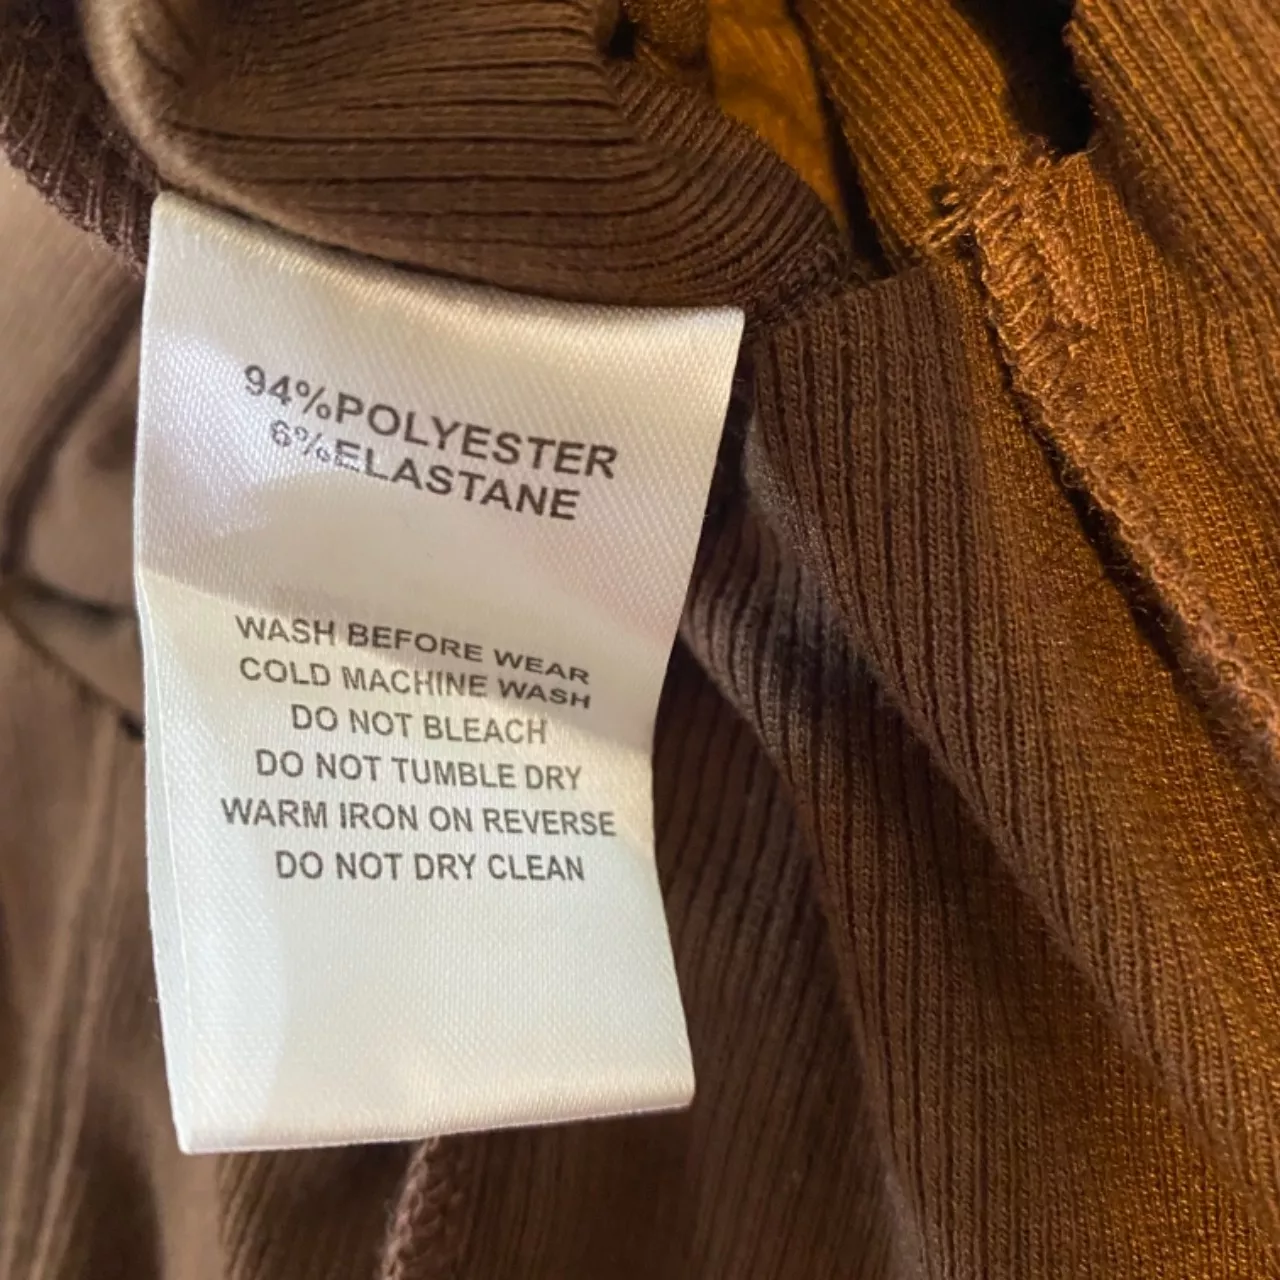 94%POLYESTER
6%ELASTANE
WASH BEFORE WEAR
COLD MACHINE WASH
DO NOT BLEACH
DO NOT TUMBLE DRY
WARM IRON ON REVERSE
DO NOT DRY CLEAN